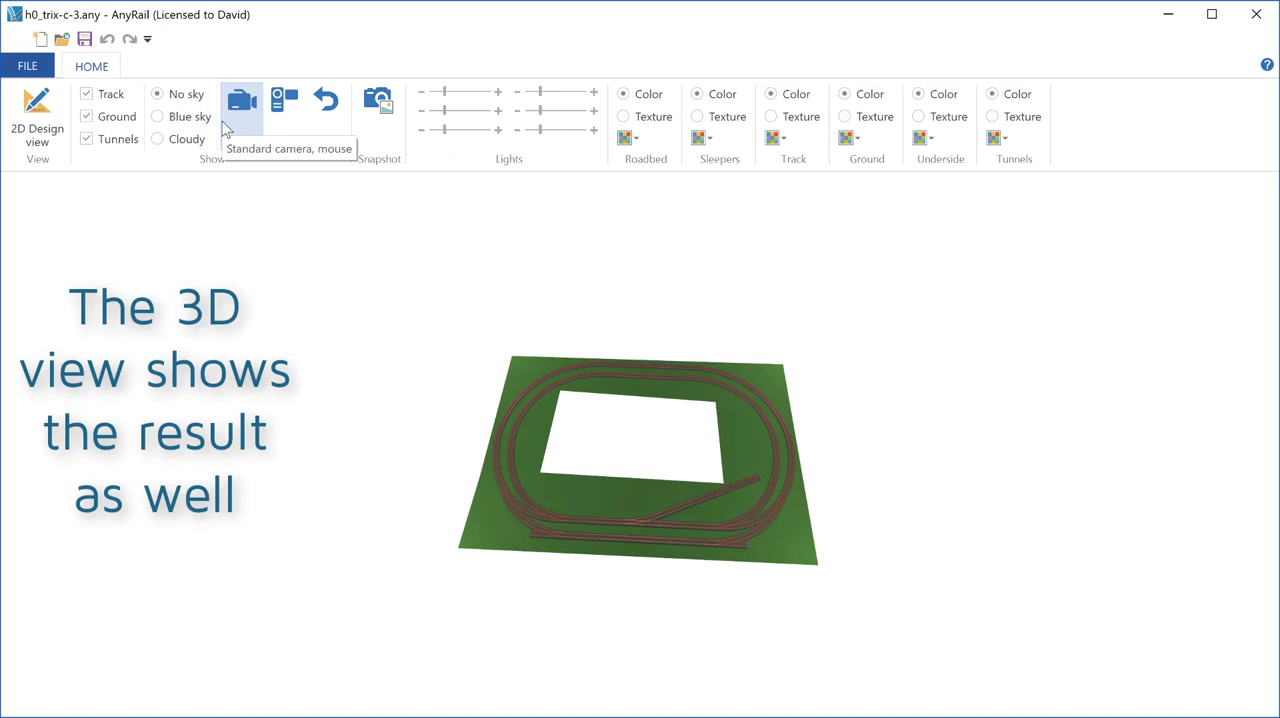 h0_trix-c-3.any - AnyRail (Licensed to David)
FILE
HOME
2D Design
view
View
Track
Ground
Tunnels
No sky
Blue sky
Cloudy
Show
Standard camera, mouse
Snapshot
Lights
Color
Texture
Roadbed
Color
Texture
Sleepers
Color
Texture
Track
Color
Texture
Ground
Color
Texture
Underside
Color
Texture
Tunnels
The 3D
view shows
the result
as well